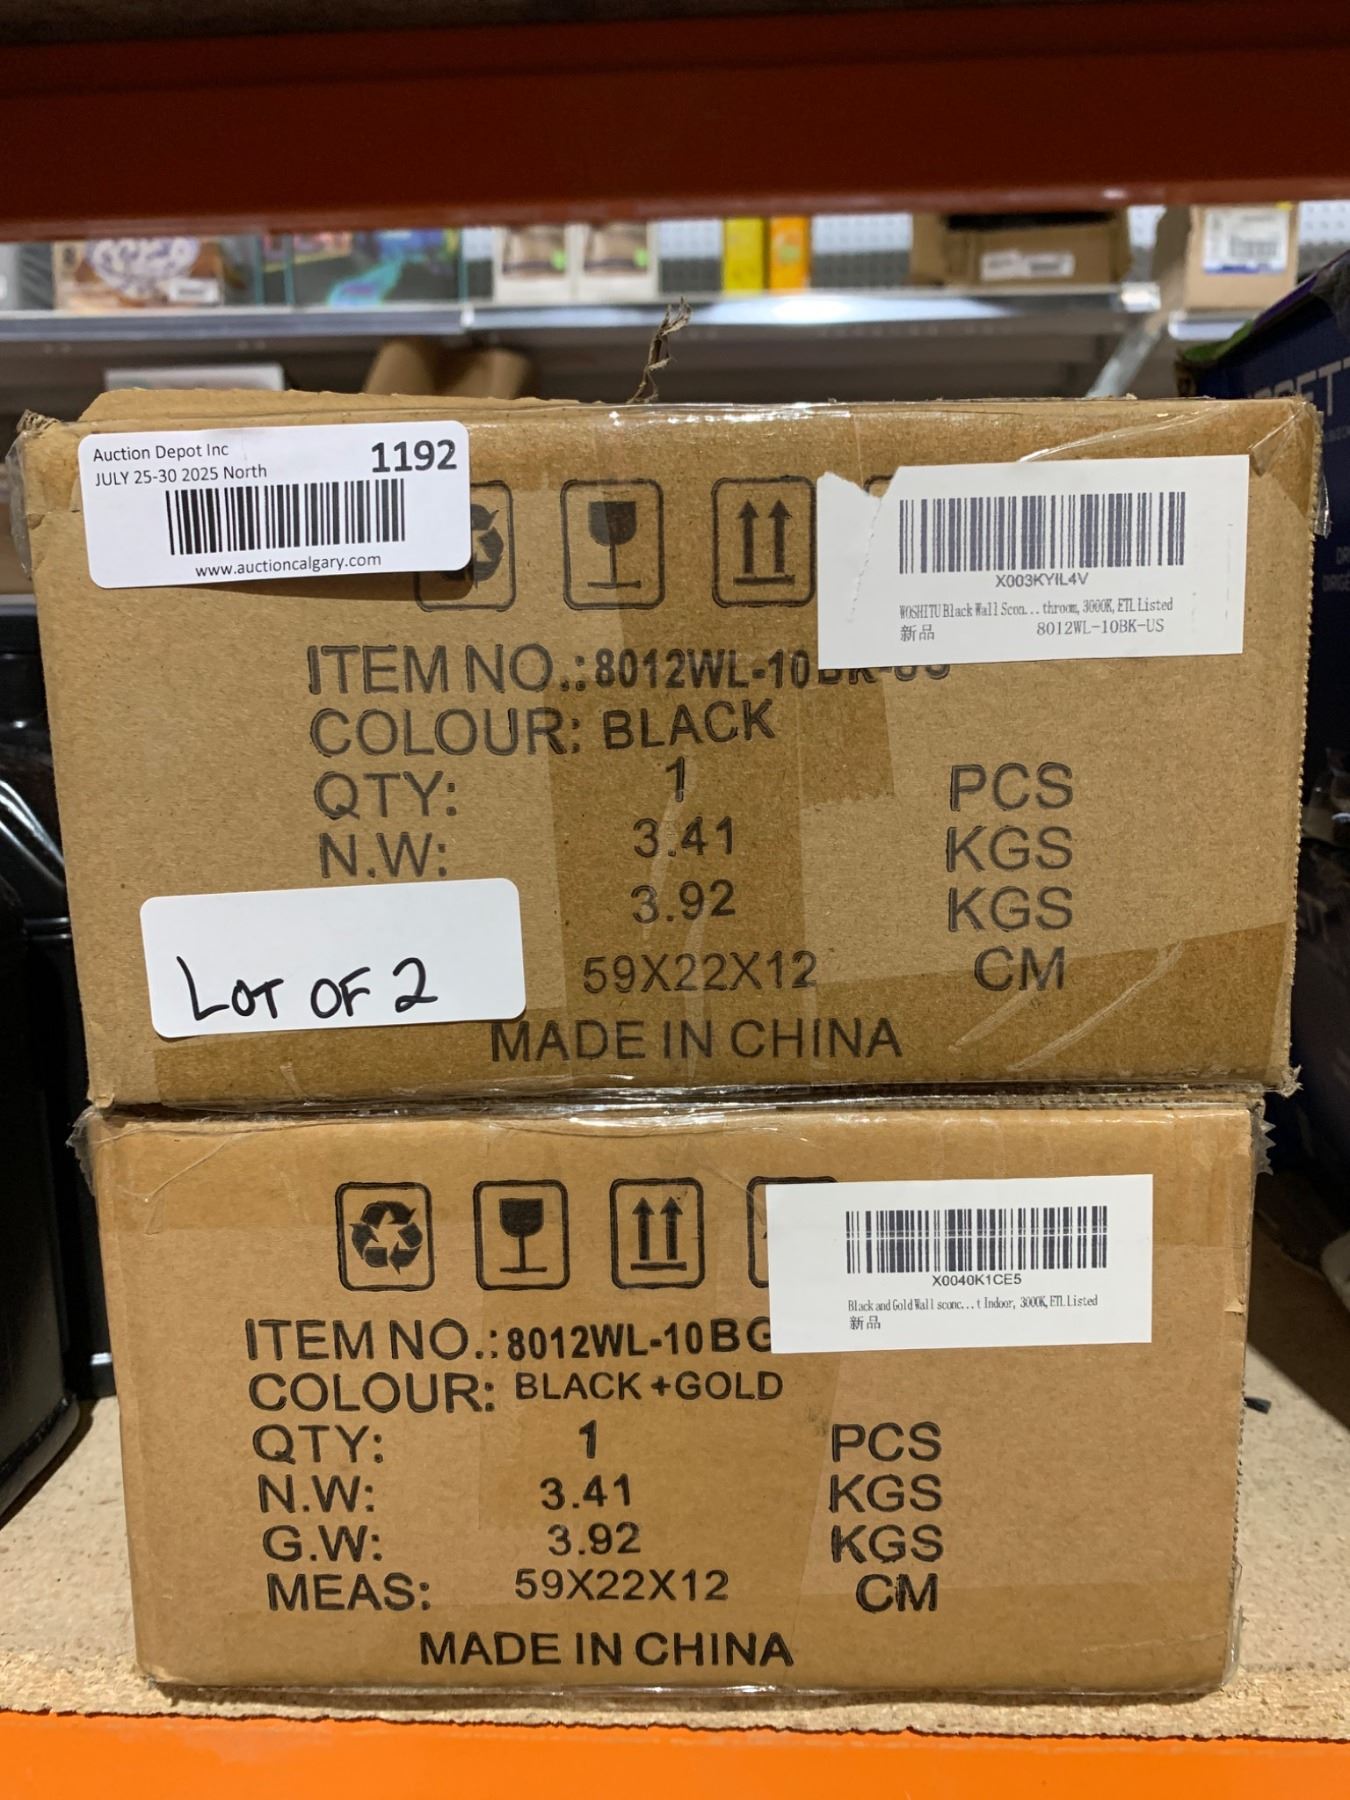 Auction Depot Inc
1192
JULY 25-30 2025 North
www.auctioncalgary.com
X003KYIL4V
WOSHITU Black Wall Scon... throom, 3000K, ETL Listed
新品 8012WL-10BK-US
ITEM NO.:8012WL-10BK-US
COLOUR: BLACK
QTY: 1 PCS
N.W: 3.41 KGS
3.92 KGS
59X22X12 CM
LOT OF 2
MADE IN CHINA
X0040K1CE5
Black and Gold Wall sconc...t Indoor, 3000K, ETL Listed
新品
ITEM NO.:8012WL-10BG
COLOUR: BLACK+GOLD
QTY: 1 PCS
N.W: 3.41 KGS
G.W: 3.92 KGS
MEAS: 59X22X12 CM
MADE IN CHINA